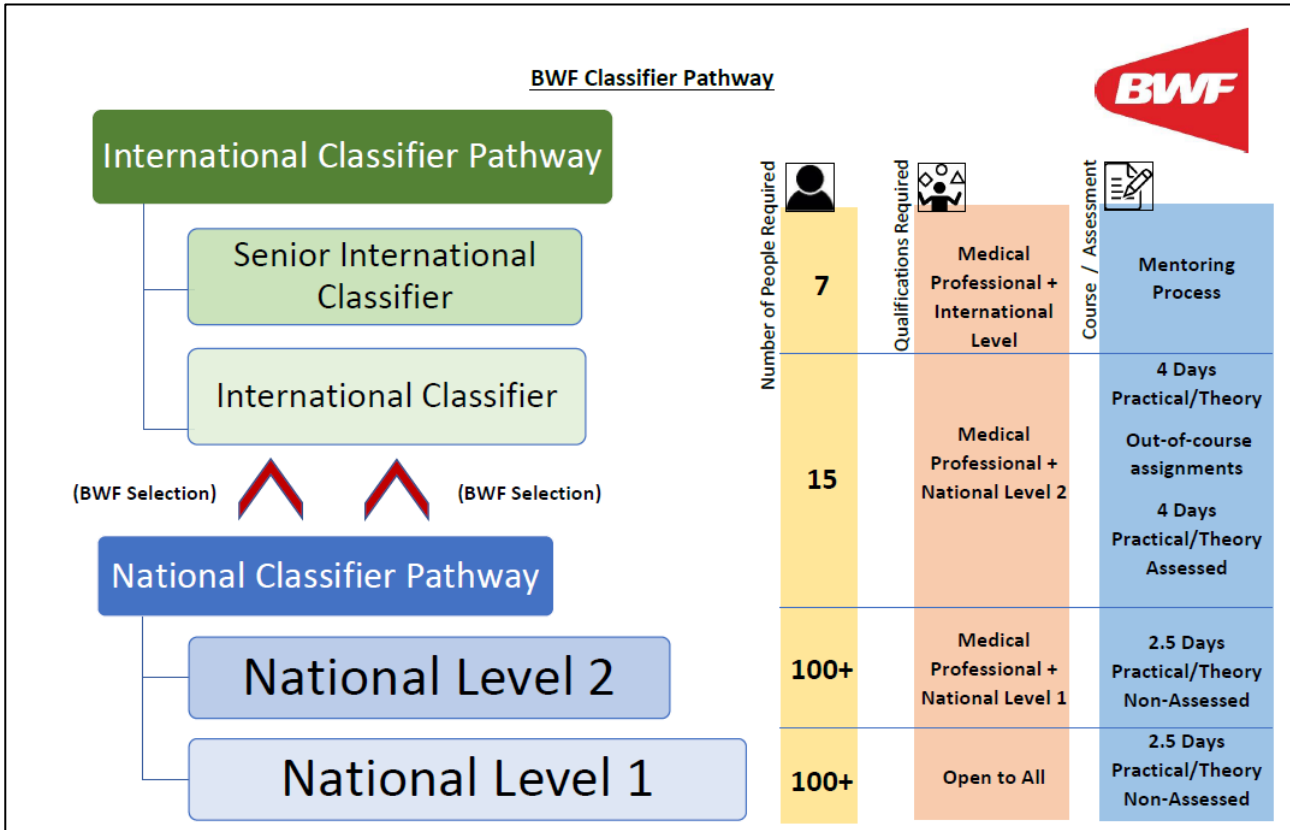 BWF Classifier Pathway
BWF
International Classifier Pathway
Senior International
Classifier
International Classifier
(BWF Selection)
(BWF Selection)
National Classifier Pathway
National Level 2
National Level 1
Number of People Required
7
15
100+
100+
Qualifications Required
Medical
Professional +
International
Level
Medical
Professional +
National Level 2
Medical
Professional +
National Level 1
Open to All
Course / Assessment
Mentoring
Process
4 Days
Practical/Theory
Out-of-course
assignments
4 Days
Practical/Theory
Assessed
2.5 Days
Practical/Theory
Non-Assessed
2.5 Days
Practical/Theory
Non-Assessed